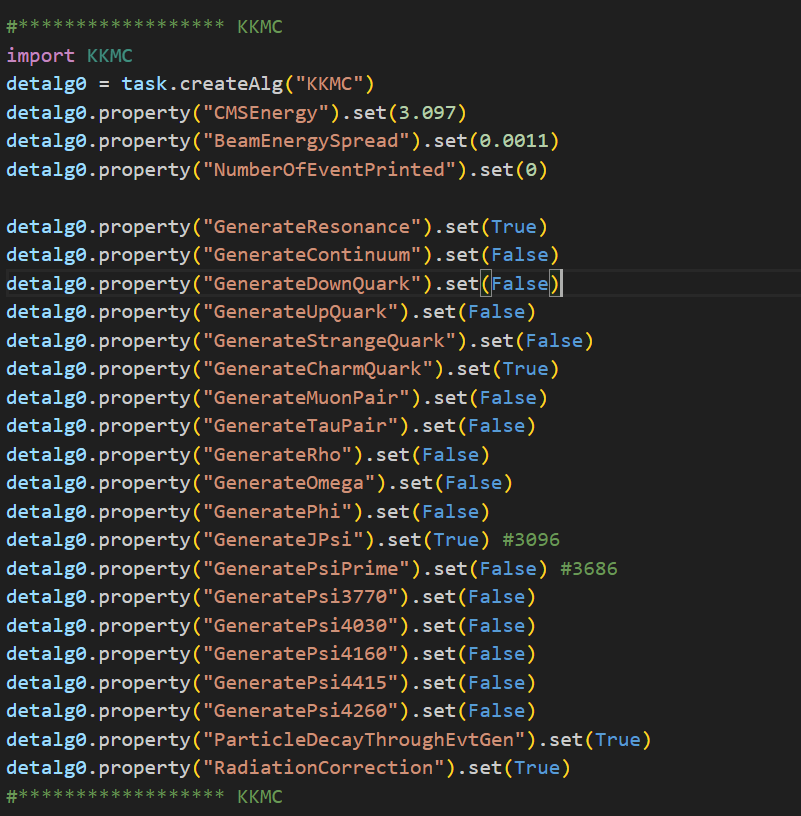 #****************** KKMC
import KKMC
detalg0 = task.createAlg("KKMC")
detalg0.property("CMSEnergy").set(3.097)
detalg0.property("BeamEnergySpread").set(0.0011)
detalg0.property("NumberOfEventPrinted").set(0)

detalg0.property("GenerateResonance").set(True)
detalg0.property("GenerateContinuum").set(False)
detalg0.property("GenerateDownQuark").set(False)
detalg0.property("GenerateUpQuark").set(False)
detalg0.property("GenerateStrangeQuark").set(False)
detalg0.property("GenerateCharmQuark").set(True)
detalg0.property("GenerateMuonPair").set(False)
detalg0.property("GenerateTauPair").set(False)
detalg0.property("GenerateRho").set(False)
detalg0.property("GenerateOmega").set(False)
detalg0.property("GeneratePhi").set(False)
detalg0.property("GenerateJPsi").set(True) #3096
detalg0.property("GeneratePsiPrime").set(False) #3686
detalg0.property("GeneratePsi3770").set(False)
detalg0.property("GeneratePsi4030").set(False)
detalg0.property("GeneratePsi4160").set(False)
detalg0.property("GeneratePsi4415").set(False)
detalg0.property("GeneratePsi4260").set(False)
detalg0.property("ParticleDecayThroughEvtGen").set(True)
detalg0.property("RadiationCorrection").set(True)
#****************** KKMC